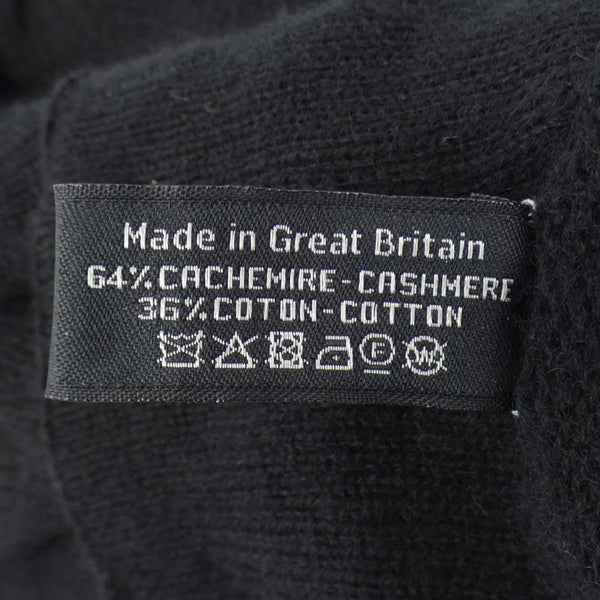 Made in Great Britain
64%CACHEMIRE-CASHMERE
36%COTON-COTTON
F W